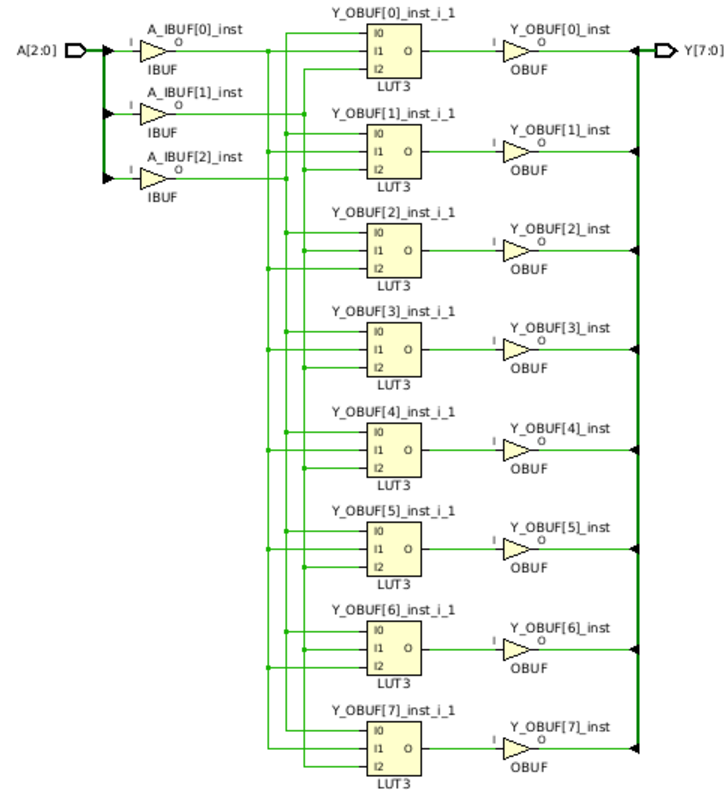 A[2:0]
A_IBUF[0]_inst
I
O
IBUF
A_IBUF[1]_inst
I
O
IBUF
A_IBUF[2]_inst
I
O
IBUF
Y_OBUF[0]_inst_i_1
I0
I1
I2
O
LUT3
Y_OBUF[0]_inst
I
O
OBUF
Y[7:0]
Y_OBUF[1]_inst_i_1
I0
I1
I2
O
LUT3
Y_OBUF[1]_inst
I
O
OBUF
Y_OBUF[2]_inst_i_1
I0
I1
I2
O
LUT3
Y_OBUF[2]_inst
I
O
OBUF
Y_OBUF[3]_inst_i_1
I0
I1
I2
O
LUT3
Y_OBUF[3]_inst
I
O
OBUF
Y_OBUF[4]_inst_i_1
I0
I1
I2
O
LUT3
Y_OBUF[4]_inst
I
O
OBUF
Y_OBUF[5]_inst_i_1
I0
I1
I2
O
LUT3
Y_OBUF[5]_inst
I
O
OBUF
Y_OBUF[6]_inst_i_1
I0
I1
I2
O
LUT3
Y_OBUF[6]_inst
I
O
OBUF
Y_OBUF[7]_inst_i_1
I0
I1
I2
O
LUT3
Y_OBUF[7]_inst
I
O
OBUF